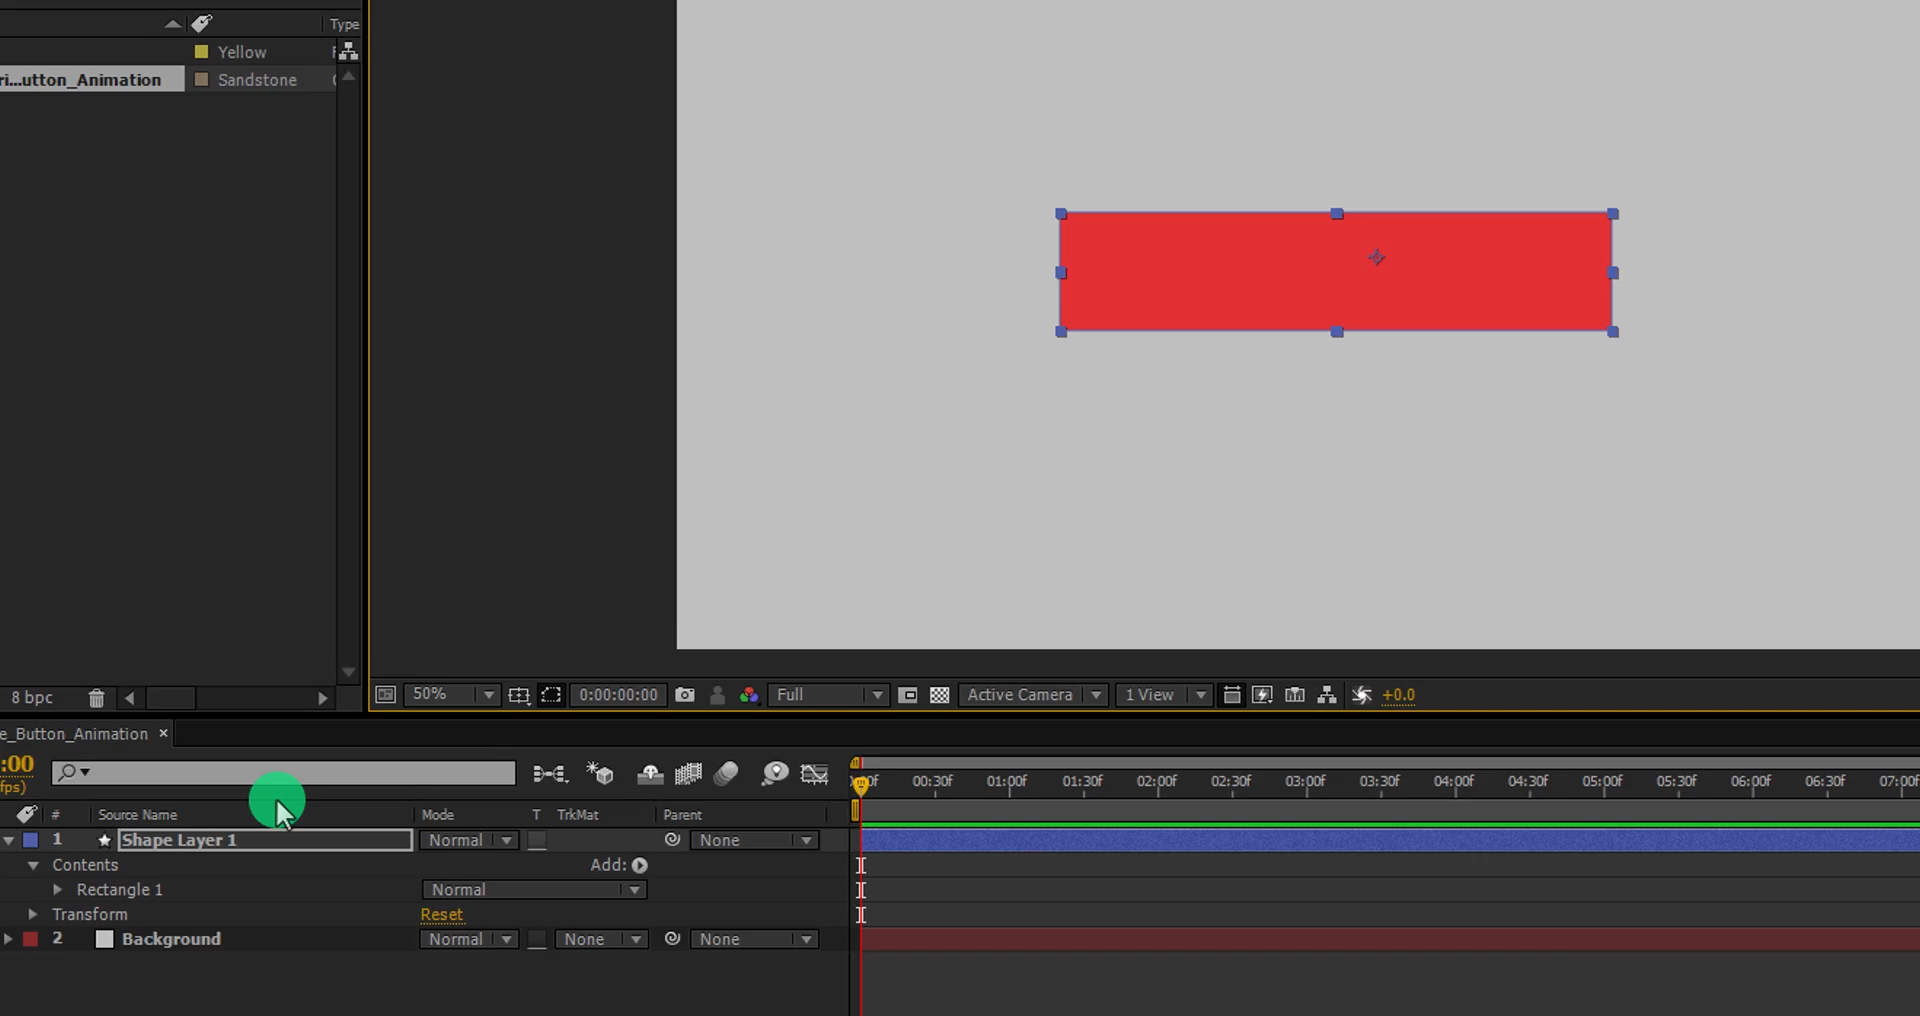 Type
Yellow
ri...utton_Animation Sandstone
8 bpc
50% 0:00:00:00 Full Active Camera 1 View +0.0
e_Button_Animation ×
:00
fps)
00:30f 01:00f 01:30f 02:00f 02:30f 03:00f 03:30f 04:00f 04:30f 05:00f 05:30f 06:00f 06:30f 07:00f
# Source Name Mode T TrkMat Parent
1 Shape Layer 1 Normal None
Contents Add:
Rectangle 1 Normal
Transform Reset
2 Background Normal None None